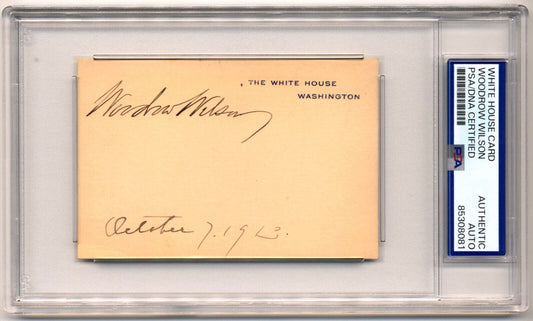 , THE WHITE HOUSE
WASHINGTON
Woodrow Wilson
October 7. 1913.
WHITE HOUSE CARD
WOODROW WILSON
PSA/DNA CERTIFIED
PSA
AUTHENTIC
AUTO
85308081